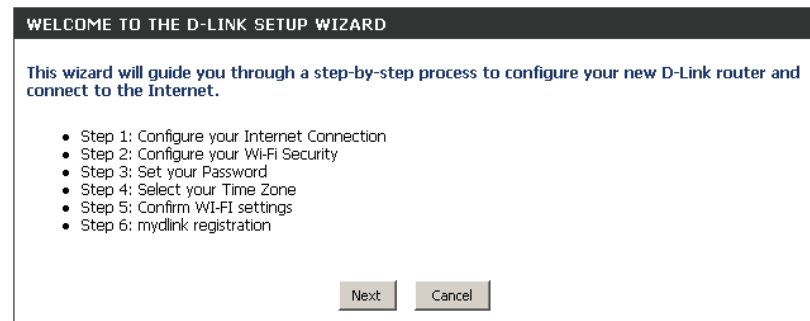 WELCOME TO THE D-LINK SETUP WIZARD
This wizard will guide you through a step-by-step process to configure your new D-Link router and
connect to the Internet.
• Step 1: Configure your Internet Connection
• Step 2: Configure your Wi-Fi Security
• Step 3: Set your Password
• Step 4: Select your Time Zone
• Step 5: Confirm WI-FI settings
• Step 6: mydlink registration
Next Cancel